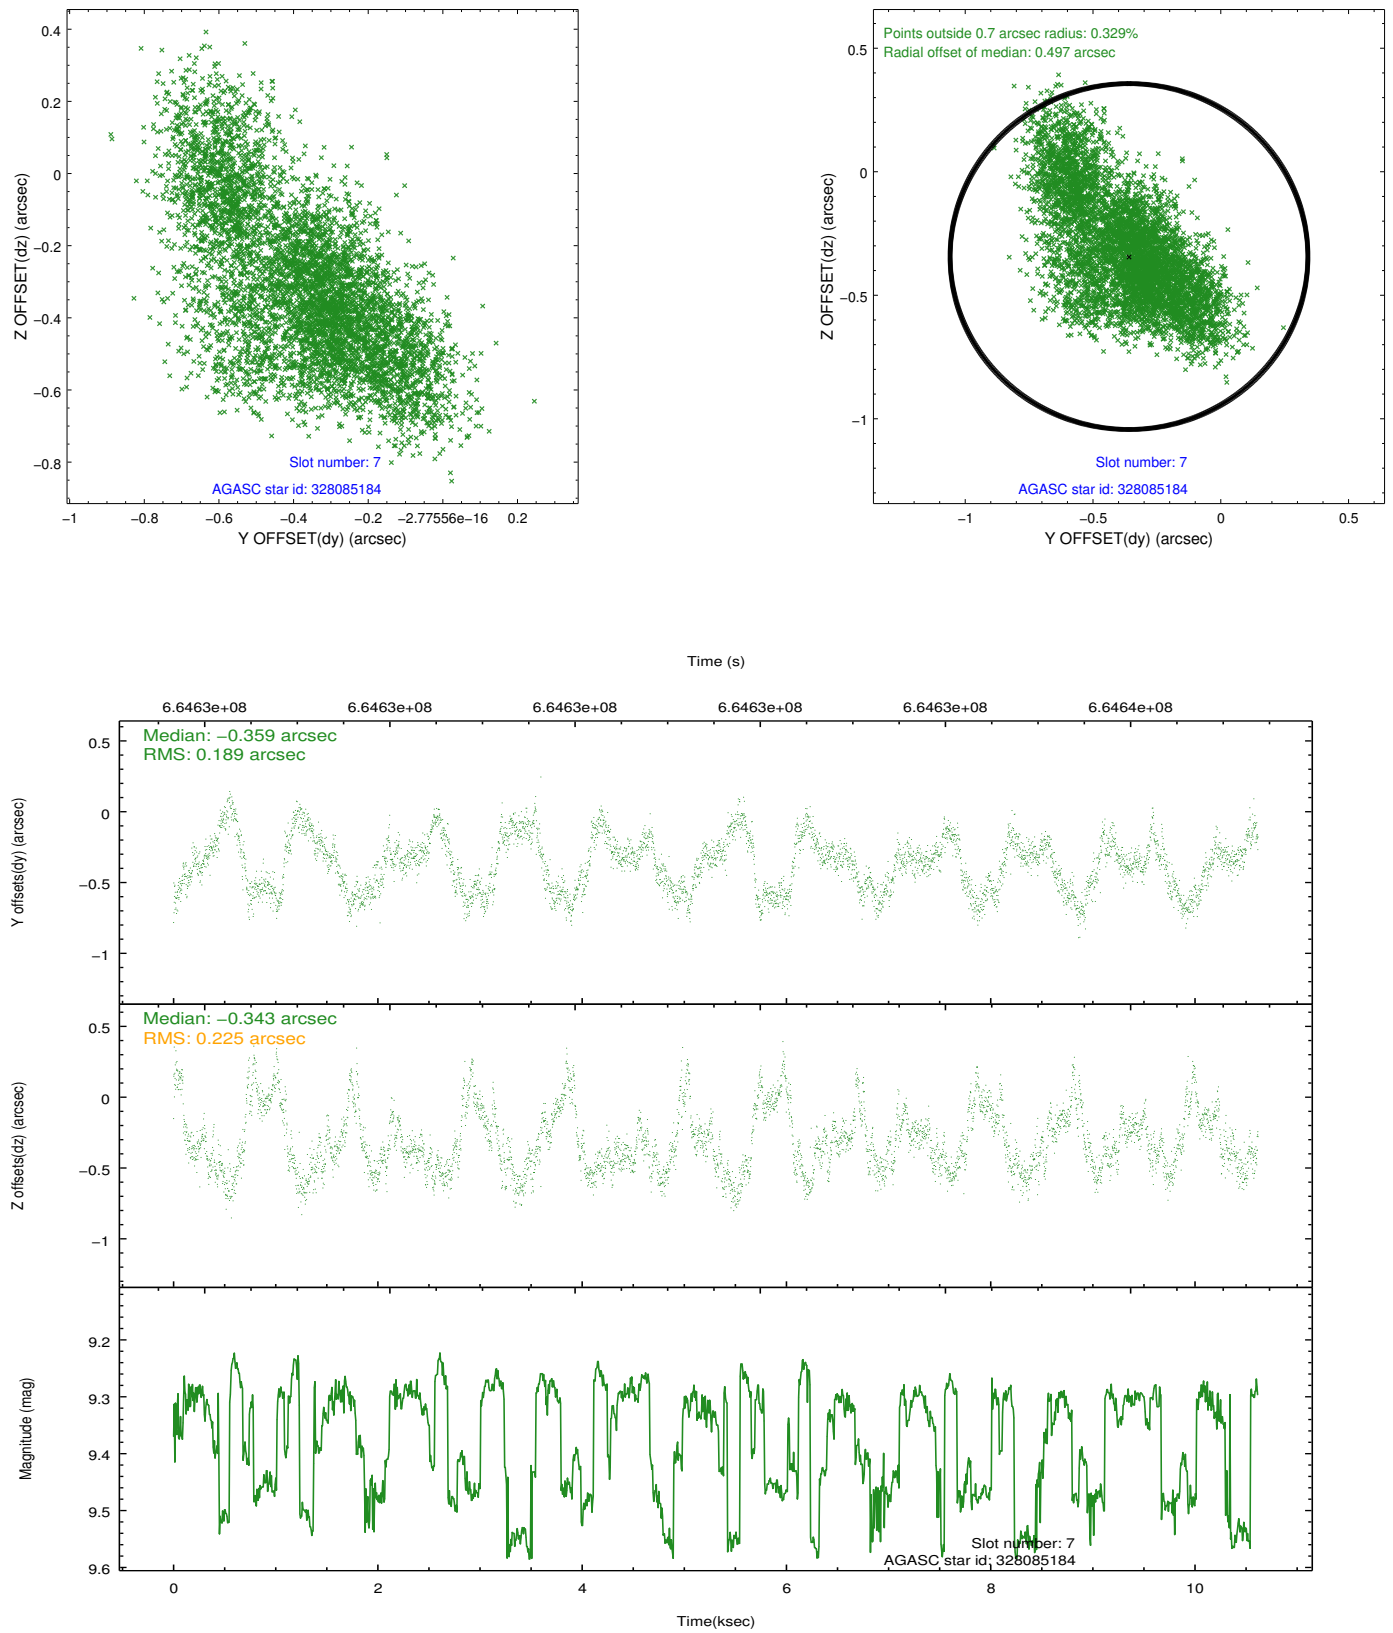 0.4
0.2
0
−0.2
−0.4
−0.6
−0.8
Z OFFSET(dz) (arcsec)
Slot number: 7
AGASC star id: 328085184
−1 −0.8 −0.6 −0.4 −0.2 −2.77556e−16 0.2
Y OFFSET(dy) (arcsec)
Points outside 0.7 arcsec radius: 0.329%
Radial offset of median: 0.497 arcsec
0.5
0
−0.5
−1
Z OFFSET(dz) (arcsec)
Slot number: 7
AGASC star id: 328085184
−1 −0.5 0 0.5
Y OFFSET(dy) (arcsec)
Time (s)
6.6463e+08 6.6463e+08 6.6463e+08 6.6463e+08 6.6463e+08 6.6464e+08
Median: −0.359 arcsec
RMS: 0.189 arcsec
0.5
0
−0.5
−1
Y offsets(dy) (arcsec)
Median: −0.343 arcsec
RMS: 0.225 arcsec
0.5
0
−0.5
−1
Z offsets(dz) (arcsec)
9.2
9.3
9.4
9.5
9.6
Magnitude (mag)
Slot number: 7
AGASC star id: 328085184
0 2 4 6 8 10
Time(ksec)